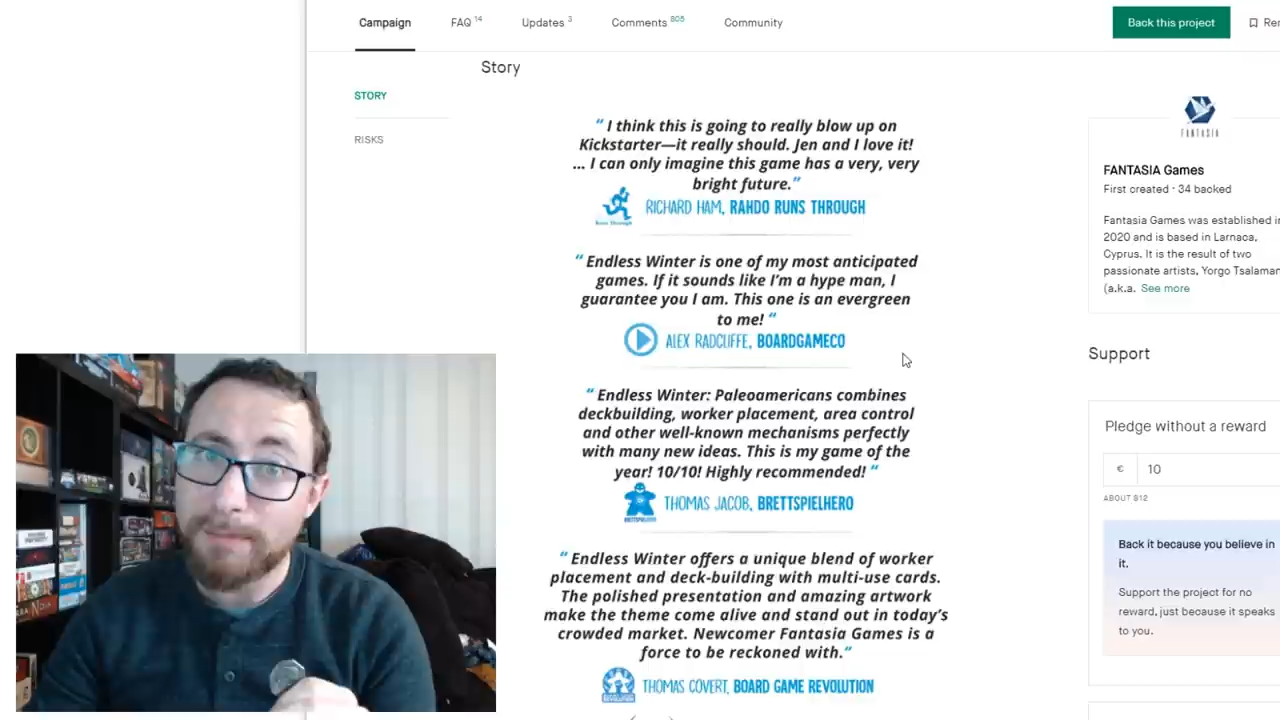 Campaign
FAQ 14
Updates 3
Comments 805
Community
Back this project
Story
STORY
RISKS
“ I think this is going to really blow up on
Kickstarter—it really should. Jen and I love it!
... I can only imagine this game has a very, very
bright future.”
RICHARD HAM, RAHDO RUNS THROUGH
“ Endless Winter is one of my most anticipated
games. If it sounds like I’m a hype man, I
guarantee you I am. This one is an evergreen
to me! “
ALEX RADCLIFFE, BOARDGAMECO
“ Endless Winter: Paleoamericans combines
deckbuilding, worker placement, area control
and other well-known mechanisms perfectly
with many new ideas. This is my game of the
year! 10/10! Highly recommended! “
THOMAS JACOB, BRETTSPIELHERO
“ Endless Winter offers a unique blend of worker
placement and deck-building with multi-use cards.
The polished presentation and amazing artwork
make the theme come alive and stand out in today’s
crowded market. Newcomer Fantasia Games is a
force to be reckoned with.”
THOMAS COVERT, BOARD GAME REVOLUTION
FANTASIA
FANTASIA Games
First created · 34 backed
Fantasia Games was established in
2020 and is based in Larnaca,
Cyprus. It is the result of two
passionate artists, Yorgo Tsalaman
(a.k.a. See more
Support
Pledge without a reward
€ 10
ABOUT $12
Back it because you believe in
it.
Support the project for no
reward, just because it speaks
to you.